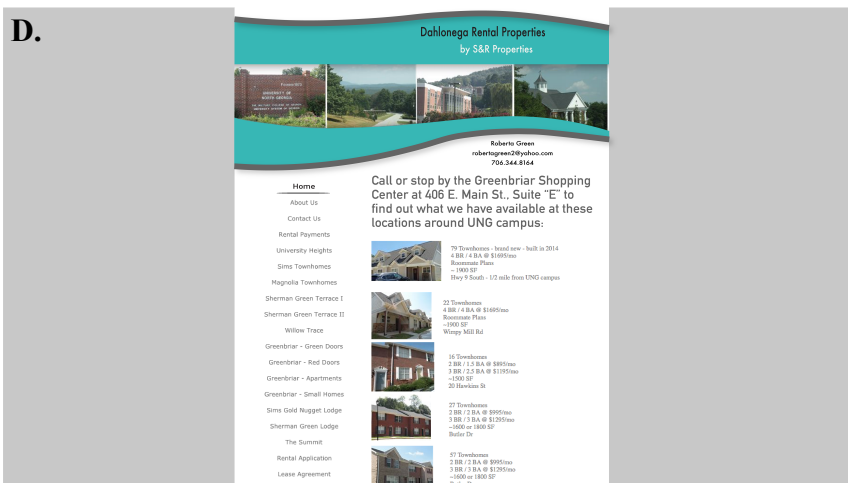 D.
Dahlonega Rental Properties
by S&R Properties
UNIVERSITY OF
NORTH GEORGIA
Roberta Green
robertagreen2@yahoo.com
706.344.8164
Home
About Us
Contact Us
Rental Payments
University Heights
Sims Townhomes
Magnolia Townhomes
Sherman Green Terrace I
Sherman Green Terrace II
Willow Trace
Greenbriar - Green Doors
Greenbriar - Red Doors
Greenbriar - Apartments
Greenbriar - Small Homes
Sims Gold Nugget Lodge
Sherman Green Lodge
The Summit
Rental Application
Lease Agreement
Call or stop by the Greenbriar Shopping
Center at 406 E. Main St., Suite "E" to
find out what we have available at these
locations around UNG campus:
79 Townhomes - brand new - built in 2014
4 BR / 4 BA @ $1695/mo
Roommate Plans
~ 1900 SF
Hwy 9 South - 1/2 mile from UNG campus
22 Townhomes
4 BR / 4 BA @ $1695/mo
Roommate Plans
~1900 SF
Wimpy Mill Rd
16 Townhomes
2 BR / 1.5 BA @ $895/mo
3 BR / 2.5 BA @ $1195/mo
~1500 SF
20 Hawkins St
27 Townhomes
2 BR / 2 BA @ $995/mo
3 BR / 3 BA @ $1295/mo
~1600 or 1800 SF
Butler Dr
57 Townhomes
2 BR / 2 BA @ $995/mo
3 BR / 3 BA @ $1295/mo
~1600 or 1800 SF